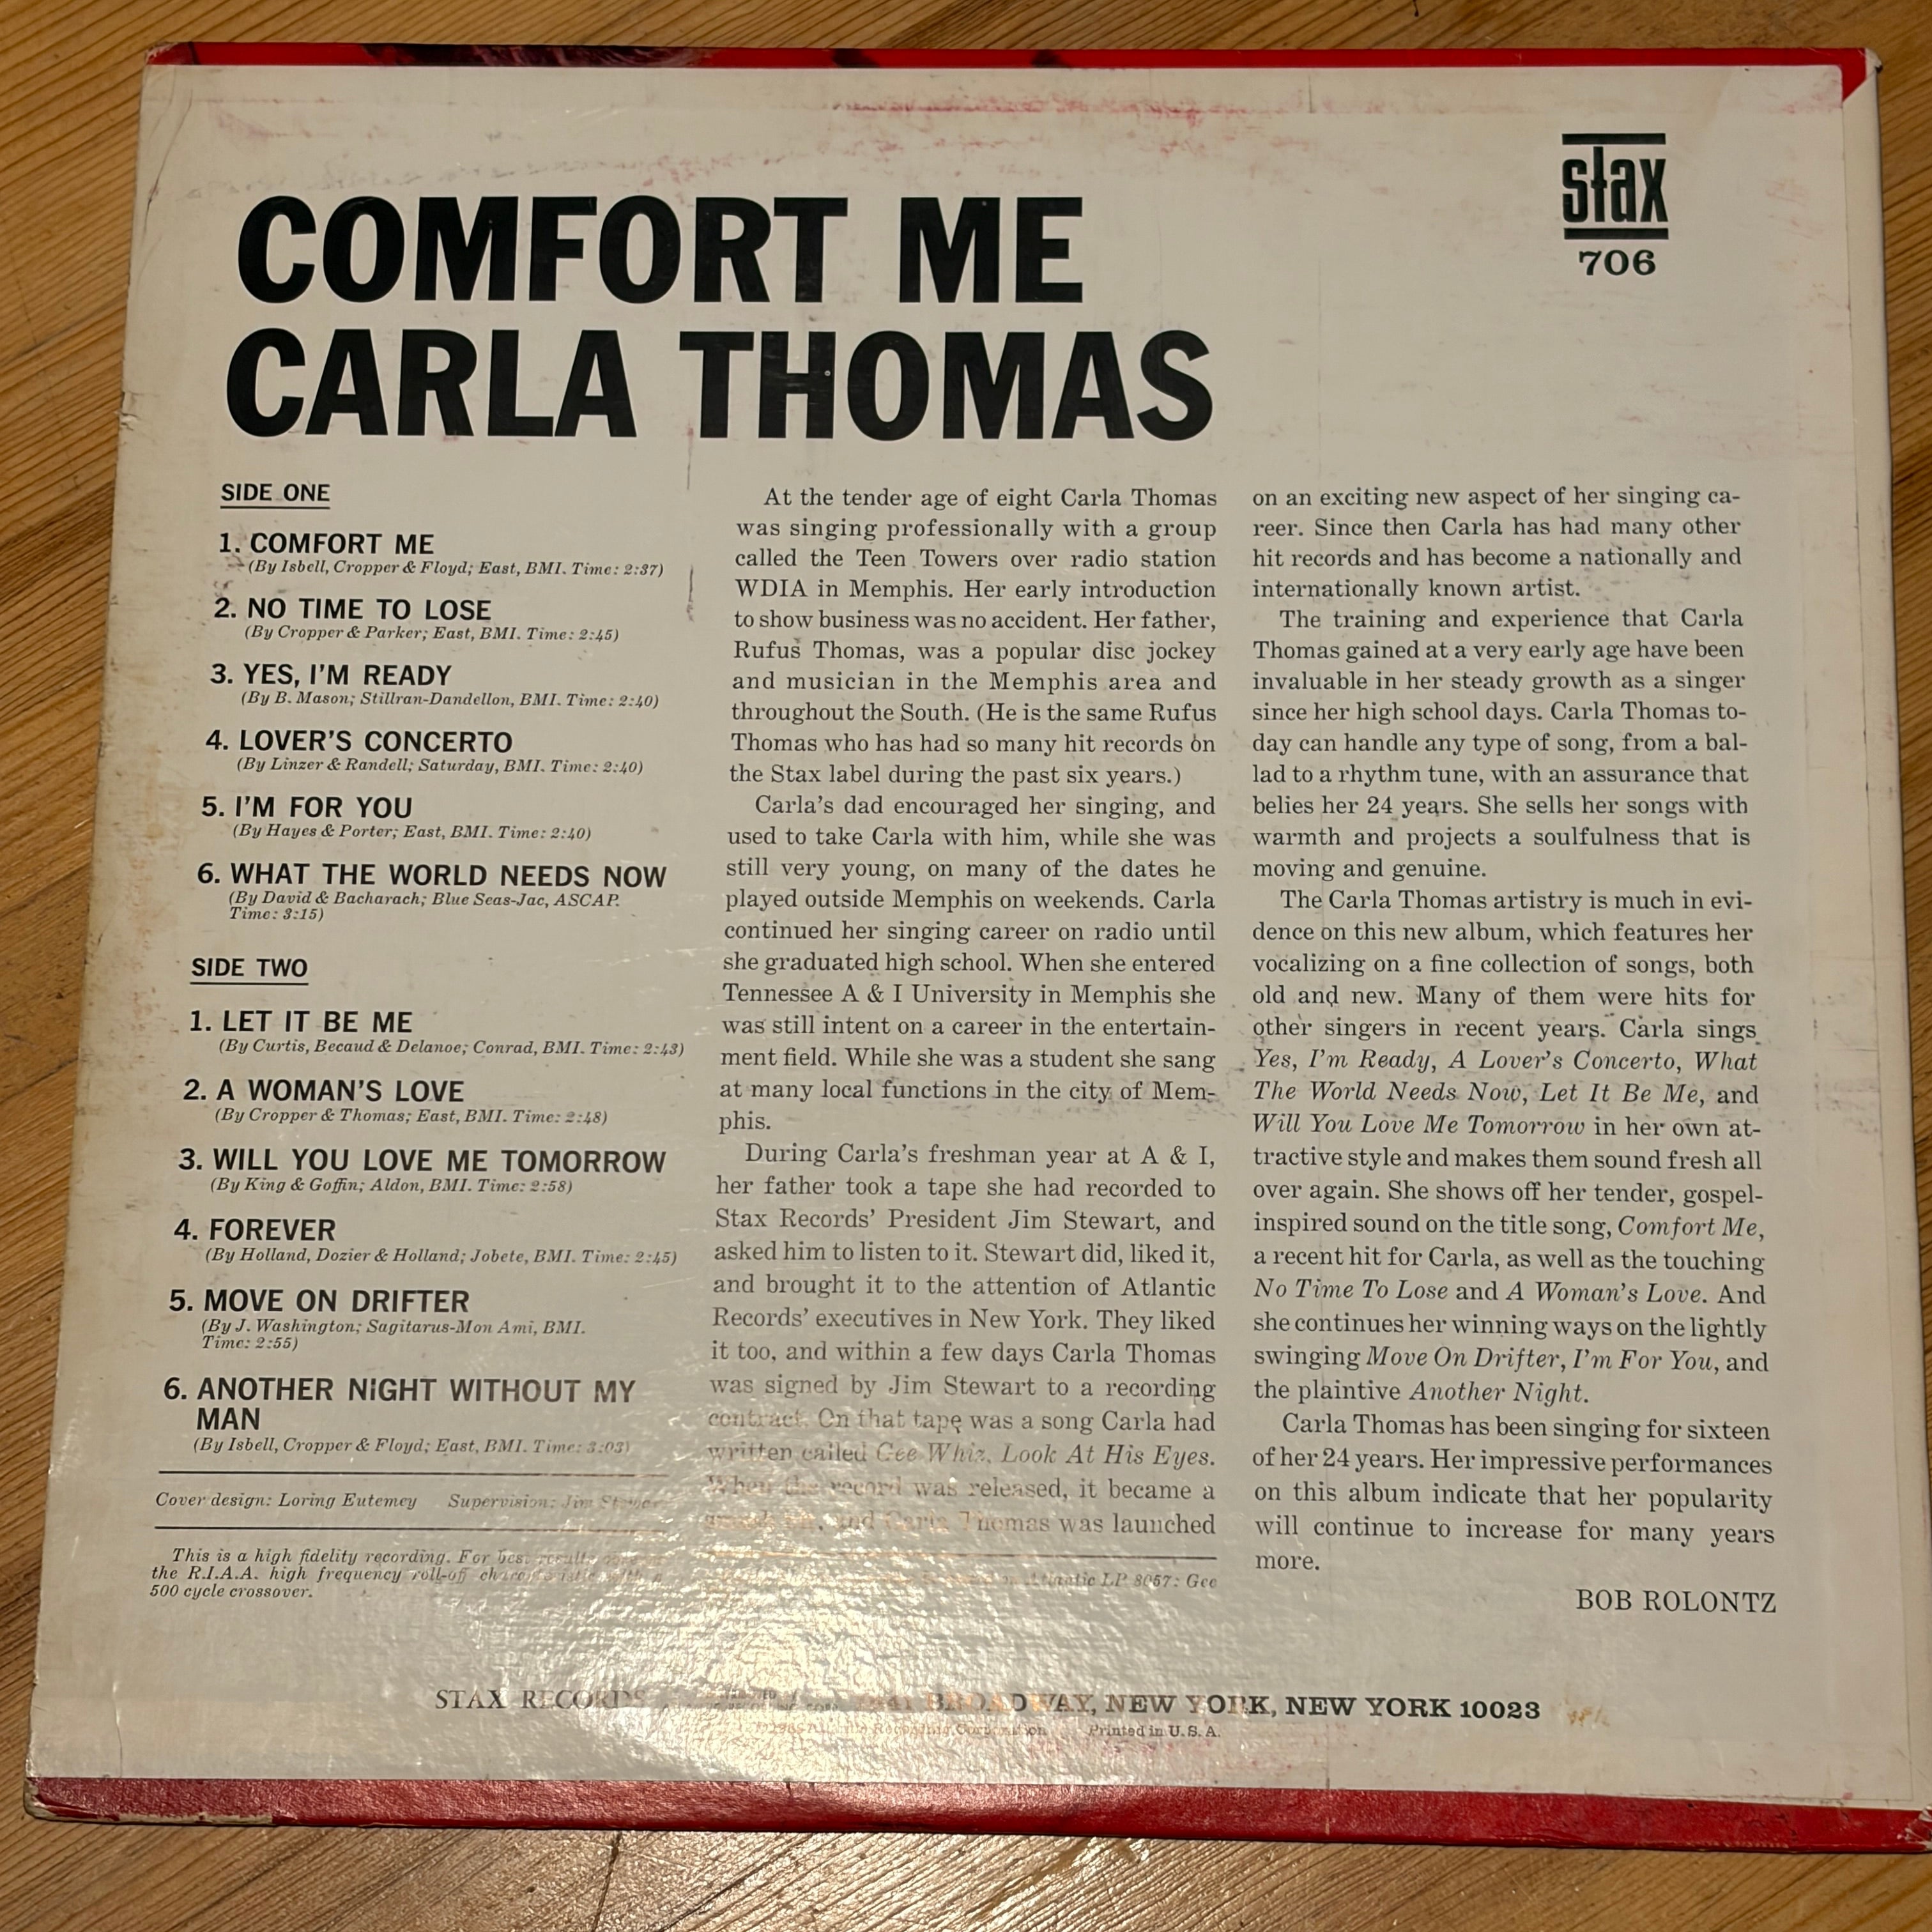 COMFORT ME
CARLA THOMAS
stax
706
SIDE ONE
1. COMFORT ME
(By Isbell, Cropper & Floyd; East, BMI. Time: 2:37)
2. NO TIME TO LOSE
(By Cropper & Parker; East, BMI. Time: 2:45)
3. YES, I'M READY
(By B. Mason; Stillran-Dandellon, BMI. Time: 2:40)
4. LOVER'S CONCERTO
(By Linzer & Randell; Saturday, BMI. Time: 2:40)
5. I'M FOR YOU
(By Hayes & Porter; East, BMI. Time: 2:40)
6. WHAT THE WORLD NEEDS NOW
(By David & Bacharach; Blue Seas-Jac, ASCAP.
Time: 3:15)
SIDE TWO
1. LET IT BE ME
(By Curtis, Becaud & Delanoe; Conrad, BMI. Time: 2:43)
2. A WOMAN'S LOVE
(By Cropper & Thomas; East, BMI. Time: 2:48)
3. WILL YOU LOVE ME TOMORROW
(By King & Goffin; Aldon, BMI. Time: 2:58)
4. FOREVER
(By Holland, Dozier & Holland; Jobete, BMI. Time: 2:45)
5. MOVE ON DRIFTER
(By J. Washington; Sagitarus-Mon Ami, BMI.
Time: 2:55)
6. ANOTHER NIGHT WITHOUT MY
MAN
(By Isbell, Cropper & Floyd; East, BMI. Time: 3:03)
Cover design: Loring Eutemey Supervision: Jim Stewart
This is a high fidelity recording. For best results
the R.I.A.A. high frequency roll-off characteristic with a
500 cycle crossover.
At the tender age of eight Carla Thomas
was singing professionally with a group
called the Teen Towers over radio station
WDIA in Memphis. Her early introduction
to show business was no accident. Her father,
Rufus Thomas, was a popular disc jockey
and musician in the Memphis area and
throughout the South. (He is the same Rufus
Thomas who has had so many hit records on
the Stax label during the past six years.)
Carla's dad encouraged her singing, and
used to take Carla with him, while she was
still very young, on many of the dates he
played outside Memphis on weekends. Carla
continued her singing career on radio until
she graduated high school. When she entered
Tennessee A & I University in Memphis she
was still intent on a career in the entertain-
ment field. While she was a student she sang
at many local functions in the city of Mem-
phis.
During Carla's freshman year at A & I,
her father took a tape she had recorded to
Stax Records' President Jim Stewart, and
asked him to listen to it. Stewart did, liked it,
and brought it to the attention of Atlantic
Records' executives in New York. They liked
it too, and within a few days Carla Thomas
was signed by Jim Stewart to a recording
contract. On that tape was a song Carla had
written called Gee Whiz, Look At His Eyes.
When the record was released, it became a
smash hit, and Carla Thomas was launched
Atlantic LP 8057: Gee
on an exciting new aspect of her singing ca-
reer. Since then Carla has had many other
hit records and has become a nationally and
internationally known artist.
The training and experience that Carla
Thomas gained at a very early age have been
invaluable in her steady growth as a singer
since her high school days. Carla Thomas to-
day can handle any type of song, from a bal-
lad to a rhythm tune, with an assurance that
belies her 24 years. She sells her songs with
warmth and projects a soulfulness that is
moving and genuine.
The Carla Thomas artistry is much in evi-
dence on this new album, which features her
vocalizing on a fine collection of songs, both
old and new. Many of them were hits for
other singers in recent years. Carla sings
Yes, I'm Ready, A Lover's Concerto, What
The World Needs Now, Let It Be Me, and
Will You Love Me Tomorrow in her own at-
tractive style and makes them sound fresh all
over again. She shows off her tender, gospel-
inspired sound on the title song, Comfort Me,
a recent hit for Carla, as well as the touching
No Time To Lose and A Woman's Love. And
she continues her winning ways on the lightly
swinging Move On Drifter, I'm For You, and
the plaintive Another Night.
Carla Thomas has been singing for sixteen
of her 24 years. Her impressive performances
on this album indicate that her popularity
will continue to increase for many years
more.
BOB ROLONTZ
STAX RECORDS 1841 BROADWAY, NEW YORK, NEW YORK 10023
Recording Corporation Printed in U. S. A.